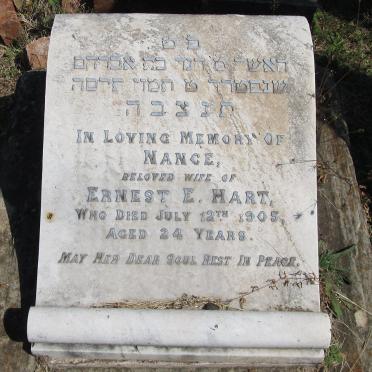 פ ט
האשה מ בת אברהם
שנפטרה ט תמוז תרסה
ת נ צ ב ה
IN LOVING MEMORY OF
NANCE,
BELOVED WIFE OF
ERNEST E. HART,
WHO DIED JULY 12TH 1905,
AGED 24 YEARS.
MAY HER DEAR SOUL REST IN PEACE.